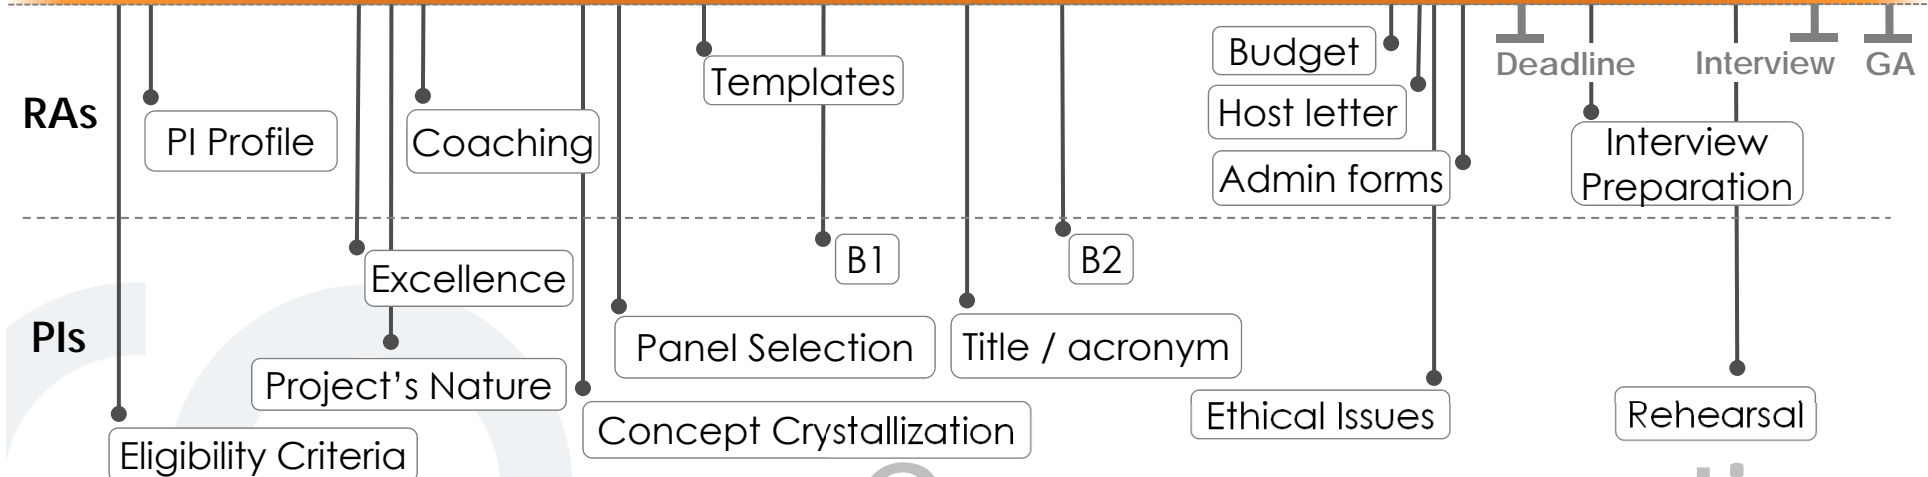 Budget
Deadline
Interview
GA
Templates
RAs
PI Profile
Coaching
Host letter
Interview
Preparation
Admin forms
B1
B2
Excellence
PIs
Panel Selection
Title / acronym
Project's Nature
Ethical Issues
Rehearsal
Concept Crystallization
Eligibility Criteria